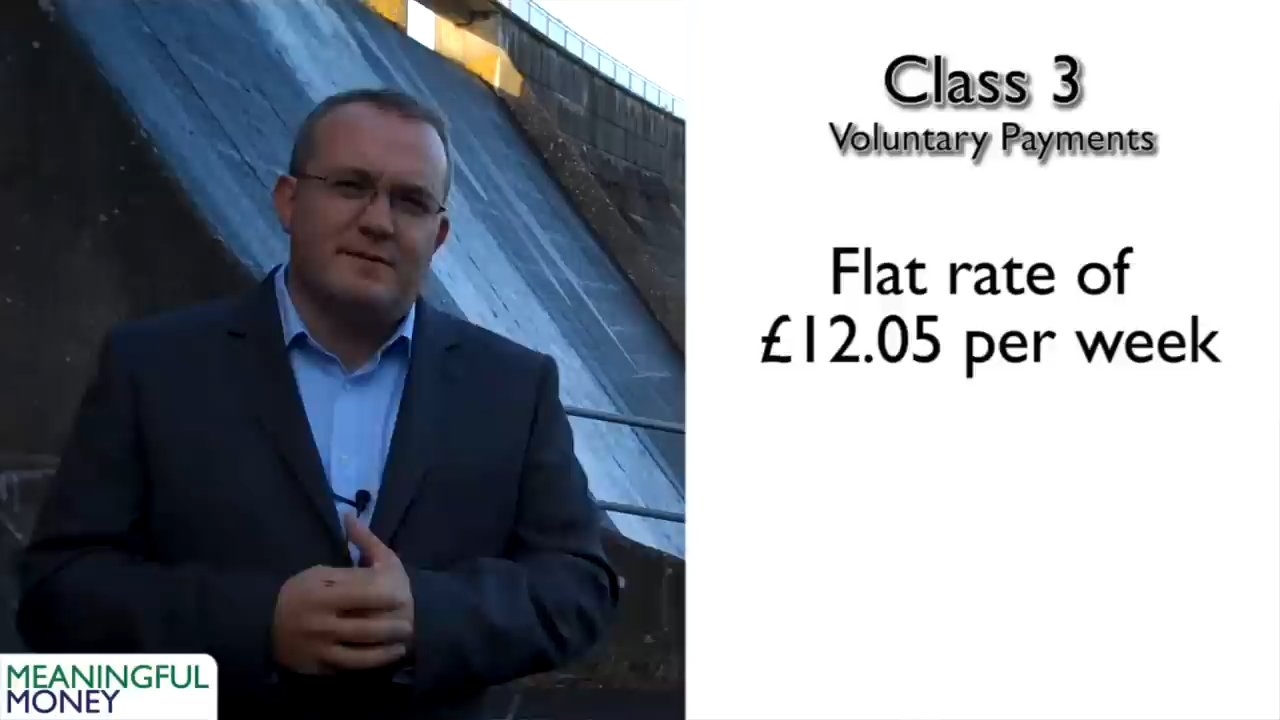 Class 3
Voluntary Payments
Flat rate of
£12.05 per week
MEANINGFUL
MONEY